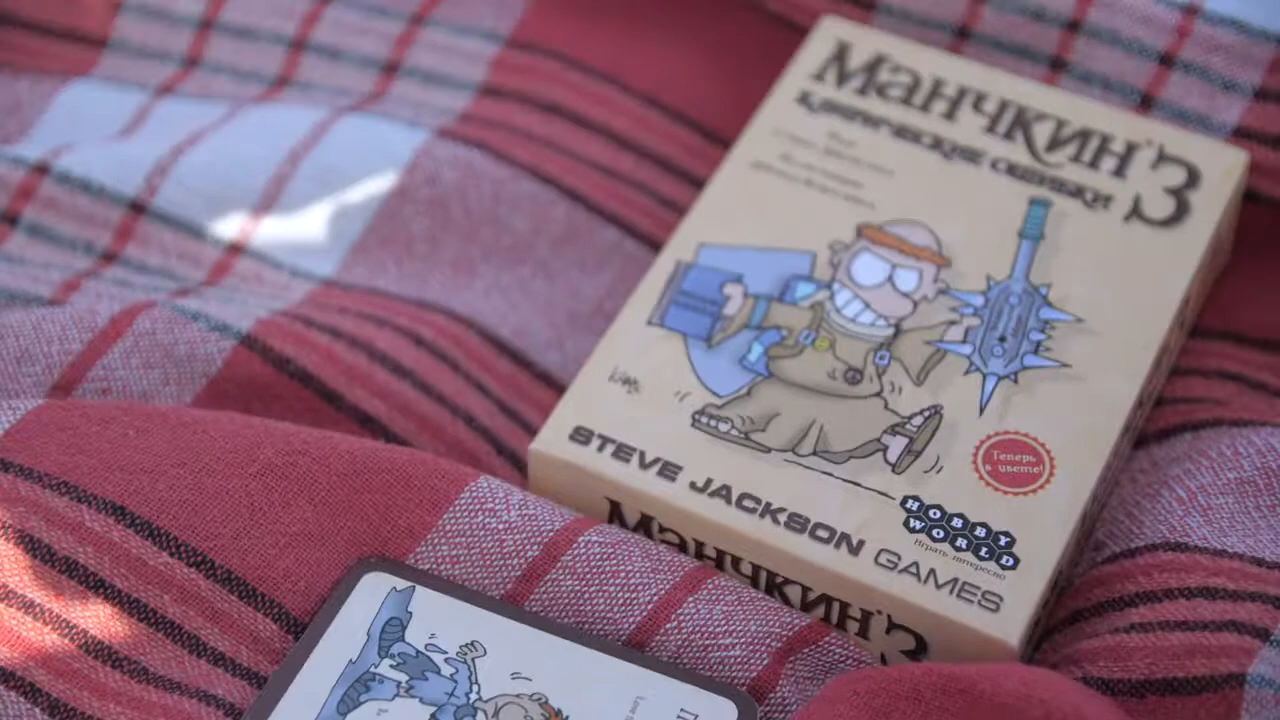 Манчкин 3
клирические ошибки
Теперь
в цвете!
STEVE JACKSON GAMES
HOBBY
WORLD
Играть интересно
Манчкин 3